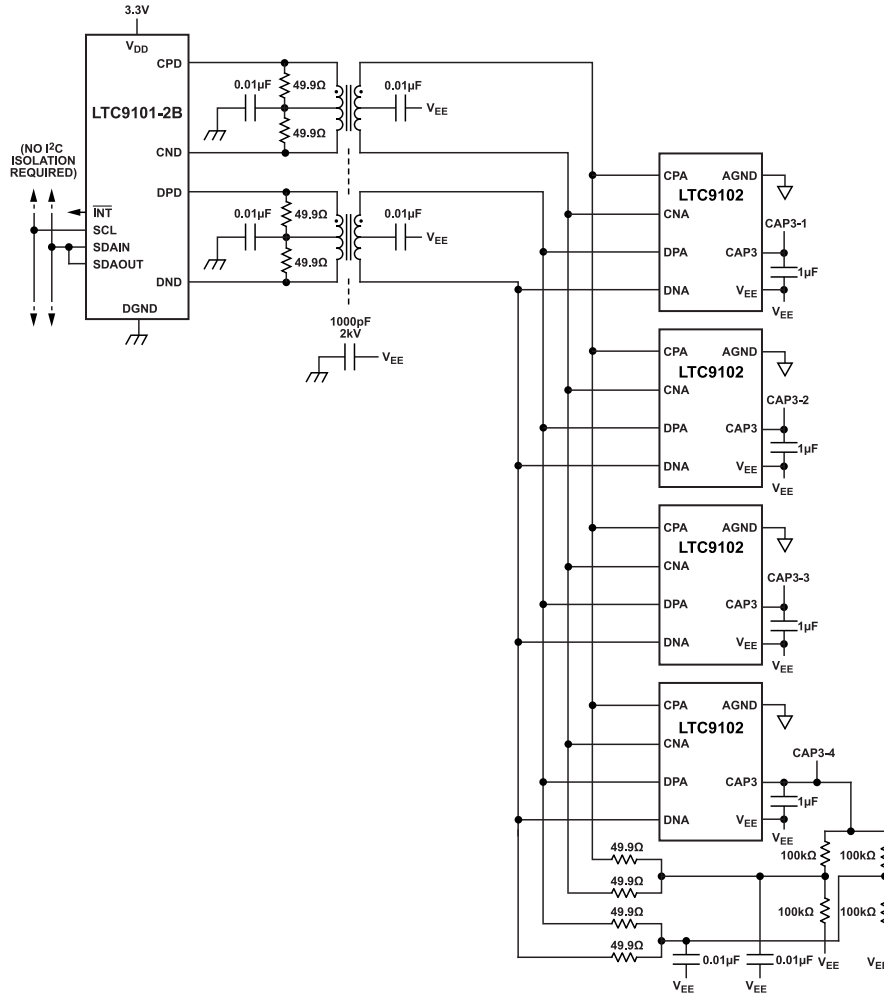 3.3V
VDD
CPD
0.01µF
49.9Ω
0.01µF
LTC9101-2B
VEE
49.9Ω
(NO I2C
ISOLATION
REQUIRED)
CND
DPD
0.01µF
49.9Ω
0.01µF
INT
SCL
VEE
SDAIN
SDAOUT
49.9Ω
DND
DGND
1000pF
2kV
VEE
CPA
AGND
LTC9102
CNA
CAP3-1
DPA
CAP3
1µF
DNA
VEE
VEE
CPA
AGND
LTC9102
CNA
CAP3-2
DPA
CAP3
1µF
DNA
VEE
VEE
CPA
AGND
LTC9102
CNA
CAP3-3
DPA
CAP3
1µF
DNA
VEE
VEE
CPA
AGND
LTC9102
CNA
CAP3-4
DPA
CAP3
1µF
DNA
VEE
VEE
49.9Ω
100kΩ
100kΩ
49.9Ω
49.9Ω
100kΩ
100kΩ
49.9Ω
0.01µF
0.01µF
VEE
VEE
VEE
VEE